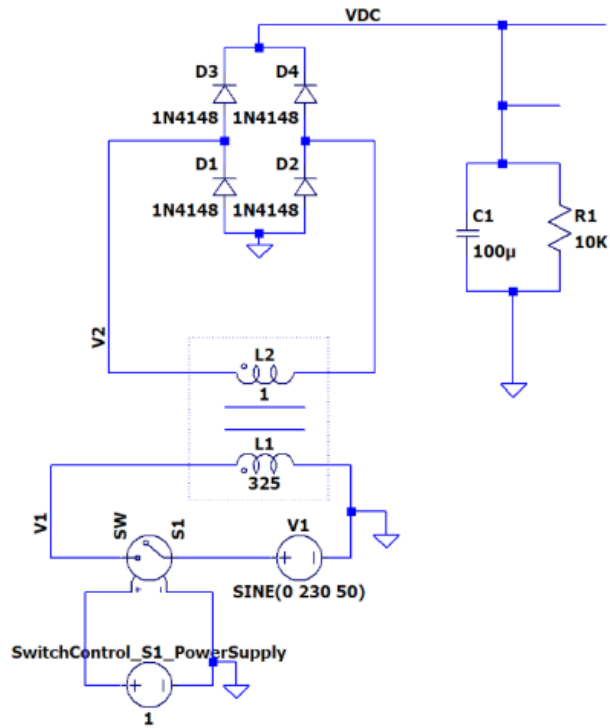 VDC
D3
D4
1N4148
1N4148
D1
D2
1N4148
1N4148
C1
100µ
R1
10K
V2
L2
1
L1
325
V1
SW
S1
V1
SINE(0 230 50)
SwitchControl_S1_PowerSupply
1